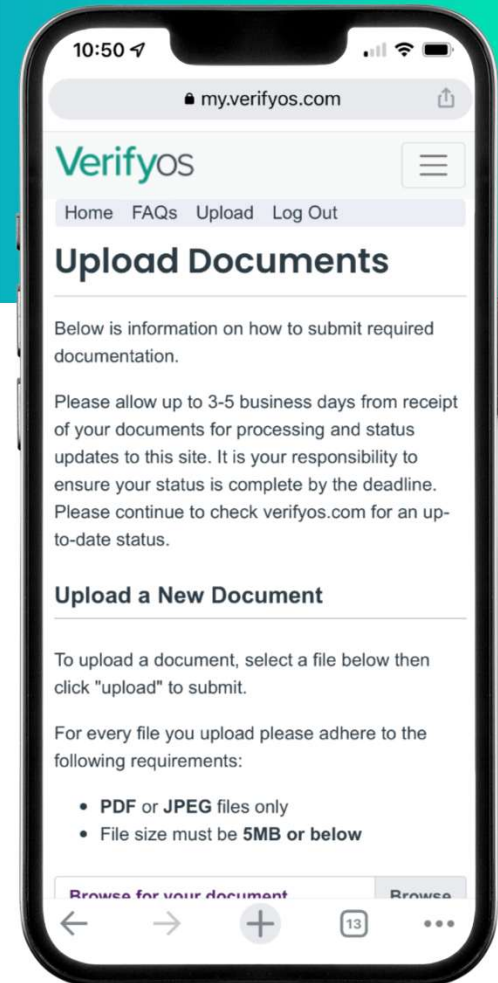 10:50
my.verifyos.com
Verifyos
Home FAQs Upload Log Out
Upload Documents
Below is information on how to submit required
documentation.
Please allow up to 3-5 business days from receipt
of your documents for processing and status
updates to this site. It is your responsibility to
ensure your status is complete by the deadline.
Please continue to check verifyos.com for an up-
to-date status.
Upload a New Document
To upload a document, select a file below then
click "upload" to submit.
For every file you upload please adhere to the
following requirements:
• PDF or JPEG files only
• File size must be 5MB or below
Browse for your document Browse
13